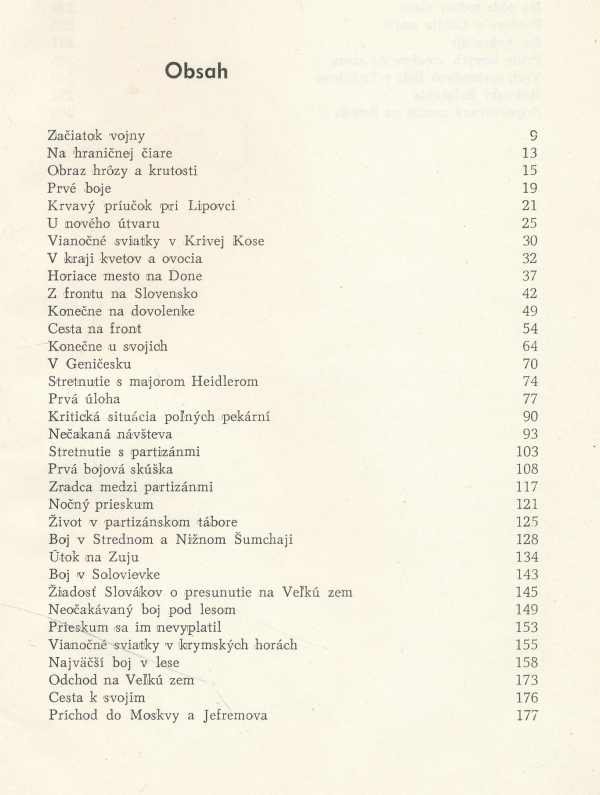 Obsah
Začiatok vojny 9
Na hraničnej čiare 13
Obraz hrôzy a krutosti 15
Prvé boje 19
Krvavý príučok pri Lipovci 21
U nového útvaru 25
Vianočné sviatky v Krivej Kose 30
V kraji kvetov a ovocia 32
Horiace mesto na Done 37
Z frontu na Slovensko 42
Konečne na dovolenke 49
Cesta na front 54
Konečne u svojich 64
V Geničesku 70
Stretnutie s majorom Heidlerom 74
Prvá úloha 77
Kritická situácia poľných pekární 90
Nečakaná návšteva 93
Stretnutie s partizánmi 103
Prvá bojová skúška 108
Zradca medzi partizánmi 117
Nočný prieskum 121
Život v partizánskom tábore 125
Boj v Strednom a Nižnom Šumchaji 128
Útok na Zuju 134
Boj v Solovievke 143
Žiadosť Slovákov o presunutie na Veľkú zem 145
Neočakávaný boj pod lesom 149
Prieskum sa im nevyplatil 153
Vianočné sviatky v krymských horách 155
Najväčší boj v lese 158
Odchod na Veľkú zem 173
Cesta k svojim 176
Príchod do Moskvy a Jefremova 177